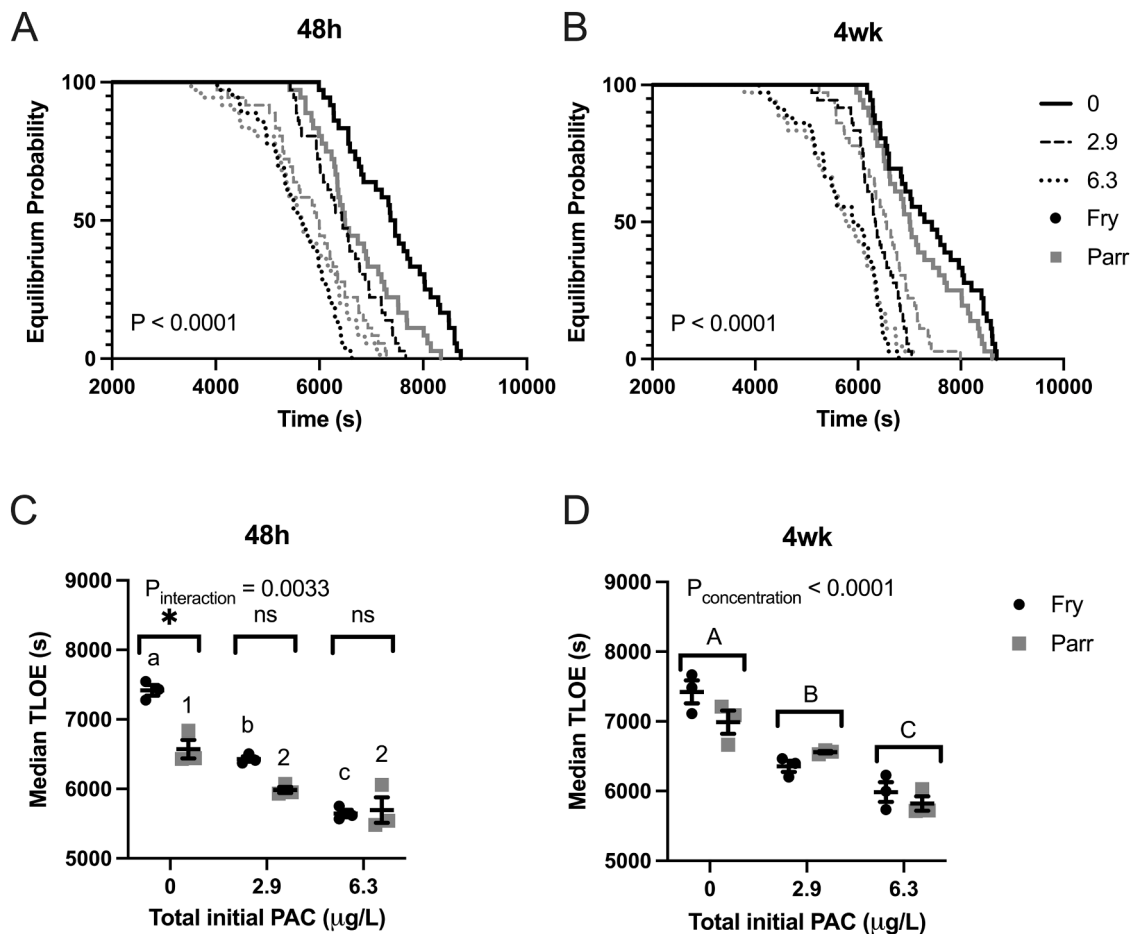 A
48h
Equilibrium Probability
100
50
0
P < 0.0001
2000
4000
6000
8000
10000
Time (s)
B
4wk
Equilibrium Probability
100
50
0
P < 0.0001
2000
4000
6000
8000
10000
Time (s)
0
2.9
6.3
Fry
Parr
C
48h
Median TLOE (s)
9000
8000
7000
6000
5000
Pinteraction = 0.0033
*
ns
ns
a
1
b
2
c
2
0
2.9
6.3
Total initial PAC (μg/L)
D
4wk
Median TLOE (s)
9000
8000
7000
6000
5000
Pconcentration < 0.0001
A
B
C
0
2.9
6.3
Total initial PAC (μg/L)
Fry
Parr